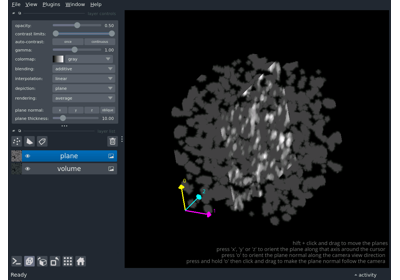 File View Plugins Window Help
opacity: 0.50
contrast limits:
auto-contrast: once continuous
gamma: 1.00
colormap: gray
blending: additive
interpolation: linear
depiction: plane
rendering: average
plane normal: x y z oblique
plane thickness: 10.00
plane
volume
hift + click and drag to move the planes
press 'x', 'y' or 'z' to orient the plane along that axis around the cursor
press 'o' to orient the plane normal along the camera view direction
press and hold 'o' then click and drag to make the plane normal follow the camera
Ready
activity